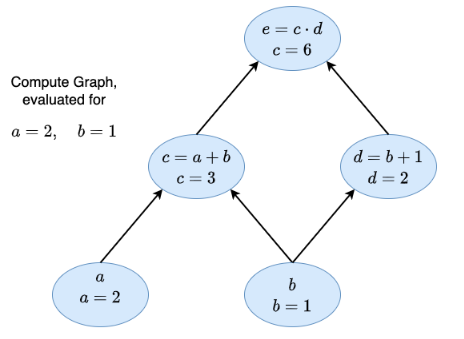 e = c · d
c = 6
Compute Graph,
evaluated for
a = 2, b = 1
c = a + b
c = 3
d = b + 1
d = 2
a
a = 2
b
b = 1